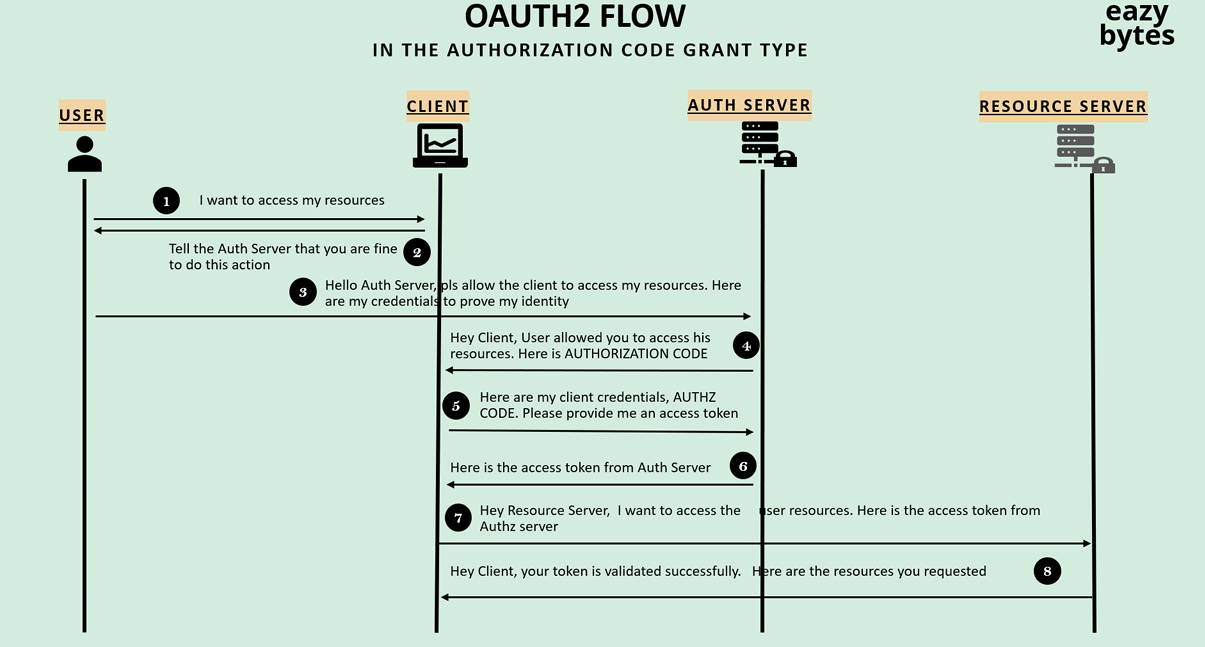 OAUTH2 FLOW
IN THE AUTHORIZATION CODE GRANT TYPE
eazy
bytes
USER
CLIENT
AUTH SERVER
RESOURCE SERVER
1 I want to access my resources
Tell the Auth Server that you are fine 2
to do this action
3 Hello Auth Server, pls allow the client to access my resources. Here
are my credentials to prove my identity
Hey Client, User allowed you to access his 4
resources. Here is AUTHORIZATION CODE
5 Here are my client credentials, AUTHZ
CODE. Please provide me an access token
Here is the access token from Auth Server 6
7 Hey Resource Server, I want to access the user resources. Here is the access token from
Authz server
Hey Client, your token is validated successfully. Here are the resources you requested 8